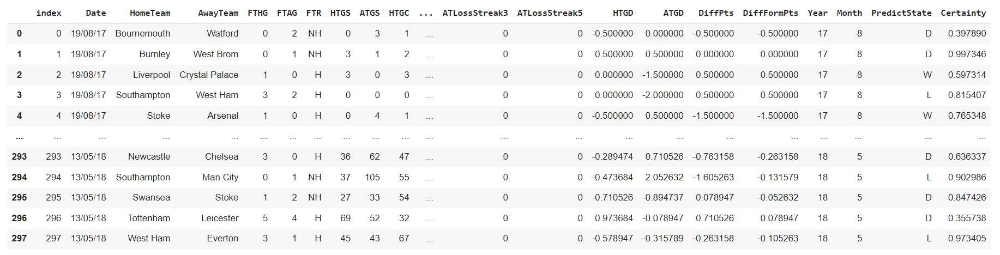 index Date HomeTeam AwayTeam FTHG FTAG FTR HTGS ATGS HTGC ... ATLossStreak3 ATLossStreak5 HTGD ATGD DiffPts DiffFormPts Year Month PredictState Certainty
0 0 19/08/17 Bournemouth Watford 0 2 NH 0 3 1 ... 0 0 -0.500000 0.000000 -0.500000 -0.500000 17 8 D 0.397890
1 1 19/08/17 Burnley West Brom 0 1 NH 3 1 2 ... 0 0 0.500000 0.500000 0.000000 0.000000 17 8 D 0.997346
2 2 19/08/17 Liverpool Crystal Palace 1 0 H 3 0 3 ... 0 0 0.000000 -1.500000 0.500000 0.500000 17 8 W 0.597314
3 3 19/08/17 Southampton West Ham 3 2 H 0 0 0 ... 0 0 0.000000 -2.000000 0.500000 0.500000 17 8 L 0.815407
4 4 19/08/17 Stoke Arsenal 1 0 H 0 4 1 ... 0 0 -0.500000 0.500000 -1.500000 -1.500000 17 8 W 0.765348
... ... ... ... ... ... ... ... ... ... ... ... ... ... ... ... ... ... ... ... ... ...
293 293 13/05/18 Newcastle Chelsea 3 0 H 36 62 47 ... 0 0 -0.289474 0.710526 -0.763158 -0.263158 18 5 D 0.636337
294 294 13/05/18 Southampton Man City 0 1 NH 37 105 55 ... 0 0 -0.473684 2.052632 -1.605263 -0.131579 18 5 L 0.902986
295 295 13/05/18 Swansea Stoke 1 2 NH 27 33 54 ... 0 0 -0.710526 -0.894737 0.078947 -0.052632 18 5 D 0.847426
296 296 13/05/18 Tottenham Leicester 5 4 H 69 52 32 ... 0 0 0.973684 -0.078947 0.710526 0.078947 18 5 D 0.355738
297 297 13/05/18 West Ham Everton 3 1 H 45 43 67 ... 0 0 -0.578947 -0.315789 -0.263158 -0.105263 18 5 L 0.973405